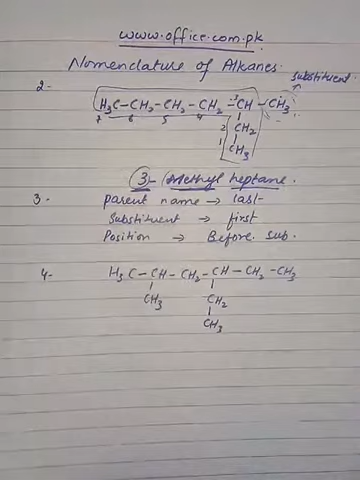 www.office.com.pk
Nomenclature of Alkanes.
substituent
2-
H₃C-CH₂-CH₂-CH₂-CH-CH₃
7 6 5 4 3
2 CH₂
1 CH₃
3-Methyl heptane.
3- parent name → last
Substituent → first
Position → Before sub.
4- H₃C-CH-CH₂-CH-CH₂-CH₃
CH₃ CH₂
CH₃